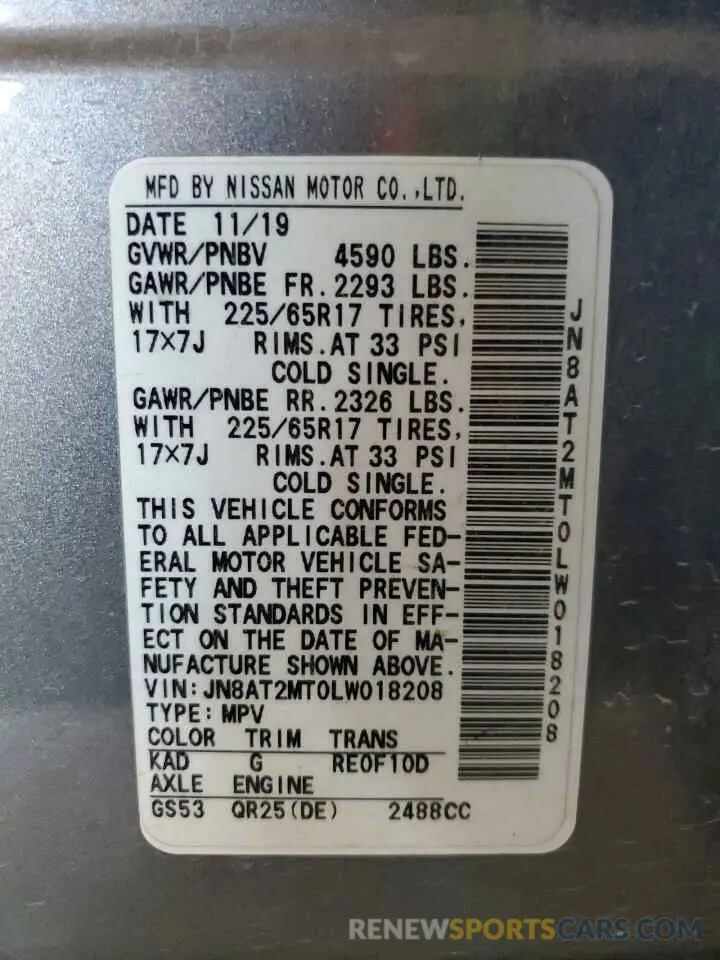 MFD BY NISSAN MOTOR CO.,LTD.
DATE 11/19
GVWR/PNBV 4590 LBS.
GAWR/PNBE FR.2293 LBS.
WITH 225/65R17 TIRES,
17×7J RIMS.AT 33 PSI
COLD SINGLE.
GAWR/PNBE RR.2326 LBS.
WITH 225/65R17 TIRES,
17×7J RIMS.AT 33 PSI
COLD SINGLE.
THIS VEHICLE CONFORMS
TO ALL APPLICABLE FED-
ERAL MOTOR VEHICLE SA-
FETY AND THEFT PREVEN-
TION STANDARDS IN EFF-
ECT ON THE DATE OF MA-
NUFACTURE SHOWN ABOVE.
VIN:JN8AT2MT0LW018208
TYPE:MPV
COLOR TRIM TRANS
KAD G RE0F10D
AXLE ENGINE
GS53 QR25(DE) 2488CC
JN8AT2MT0LW018208
RENEWSPORTSCARS.COM